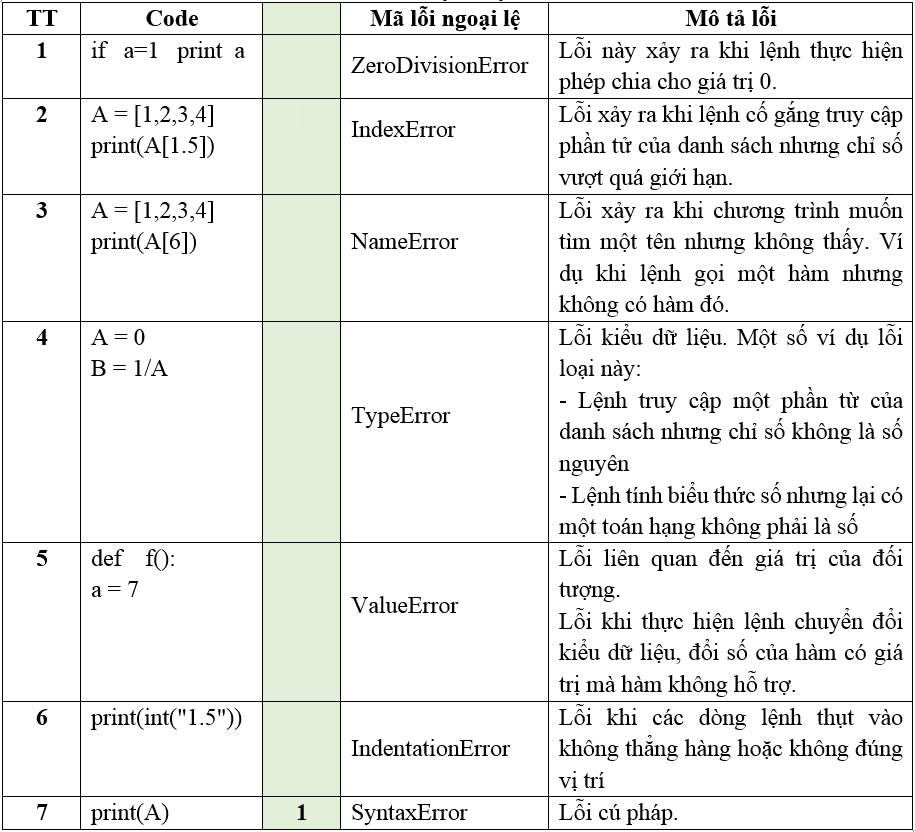 TT Code Mã lỗi ngoại lệ Mô tả lỗi
1 if a=1 print a ZeroDivisionError Lỗi này xảy ra khi lệnh thực hiện
phép chia cho giá trị 0.
2 A = [1,2,3,4]
print(A[1.5])
IndexError
Lỗi xảy ra khi lệnh cố gắng truy cập
phần tử của danh sách nhưng chỉ số
vượt quá giới hạn.
3 A = [1,2,3,4]
print(A[6])
NameError
Lỗi xảy ra khi chương trình muốn
tìm một tên nhưng không thấy. Ví
dụ khi lệnh gọi một hàm nhưng
không có hàm đó.
4 A = 0
B = 1/A
TypeError
Lỗi kiểu dữ liệu. Một số ví dụ lỗi
loại này:
- Lệnh truy cập một phần từ của
danh sách nhưng chỉ số không là số
nguyên
- Lệnh tính biểu thức số nhưng lại có
một toán hạng không phải là số
5 def f():
a = 7
ValueError
Lỗi liên quan đến giá trị của đối
tượng.
Lỗi khi thực hiện lệnh chuyển đổi
kiểu dữ liệu, đổi số của hàm có giá
trị mà hàm không hỗ trợ.
6 print(int("1.5"))
IndentationError
Lỗi khi các dòng lệnh thụt vào
không thẳng hàng hoặc không đúng
vị trí
7 print(A) 1 SyntaxError Lỗi cú pháp.